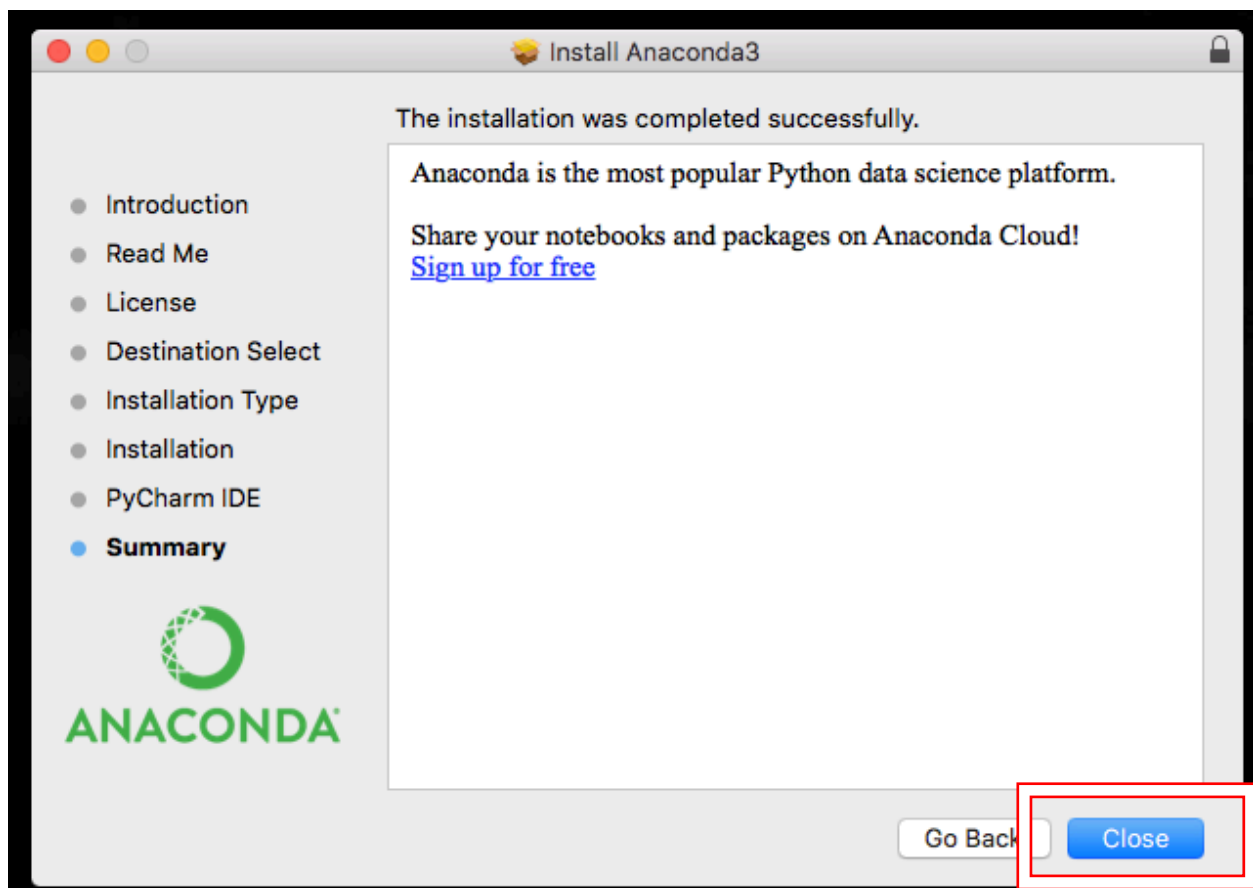 Install Anaconda3
The installation was completed successfully.
Introduction
Read Me
License
Destination Select
Installation Type
Installation
PyCharm IDE
Summary
ANACONDA
Anaconda is the most popular Python data science platform.
Share your notebooks and packages on Anaconda Cloud!
Sign up for free
Go Back
Close